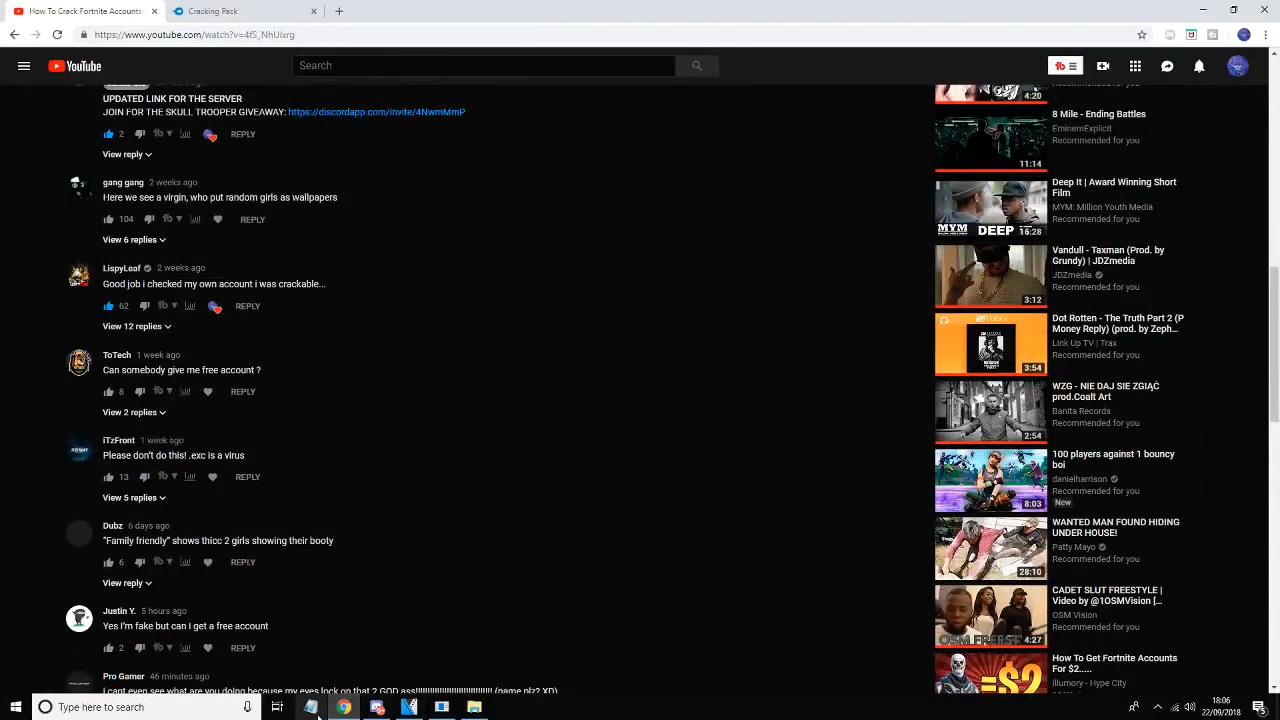 How To Crack Fortnite Accounts
Cracking Pack
https://www.youtube.com/watch?v=4fS_NhUlxrg
YouTube
Search
UPDATED LINK FOR THE SERVER
JOIN FOR THE SKULL TROOPER GIVEAWAY: https://discordapp.com/invite/4NwmMmP
2 REPLY
View reply
gang gang 2 weeks ago
Here we see a virgin, who put random girls as wallpapers
104 REPLY
View 6 replies
LispyLeaf 2 weeks ago
Good job i checked my own account i was crackable...
62 REPLY
View 12 replies
ToTech 1 week ago
Can somebody give me free account ?
8 REPLY
View 2 replies
iTzFront 1 week ago
Please don't do this! .exc is a virus
13 REPLY
View 5 replies
Dubz 6 days ago
"Family friendly" shows thicc 2 girls showing their booty
6 REPLY
View reply
Justin Y. 5 hours ago
Yes I'm fake but can I get a free account
2 REPLY
Pro Gamer 46 minutes ago
4:20
8 Mile - Ending Battles
EminemExplicit
Recommended for you
11:14
Deep It | Award Winning Short
Film
MYM: Million Youth Media
Recommended for you
MYM DEEP 16:28
Vandull - Taxman (Prod. by
Grundy) | JDZmedia
JDZmedia
Recommended for you
3:12
Dot Rotten - The Truth Part 2 (P
Money Reply) (prod. by Zeph...
Link Up TV | Trax
Recommended for you
3:54
WZG - NIE DAJ SIE ZGIĄĆ
prod.Coalt Art
Banita Records
Recommended for you
2:54
100 players against 1 bouncy
boi
danielharrison
Recommended for you
New
8:03
WANTED MAN FOUND HIDING
UNDER HOUSE!
Patty Mayo
Recommended for you
28:10
CADET SLUT FREESTYLE |
Video by @1OSMVision [...
OSM Vision
Recommended for you
4:27
How To Get Fortnite Accounts
For $2.....
Illumory - Hype City
=$2
Type here to search
18:06
22/09/2018